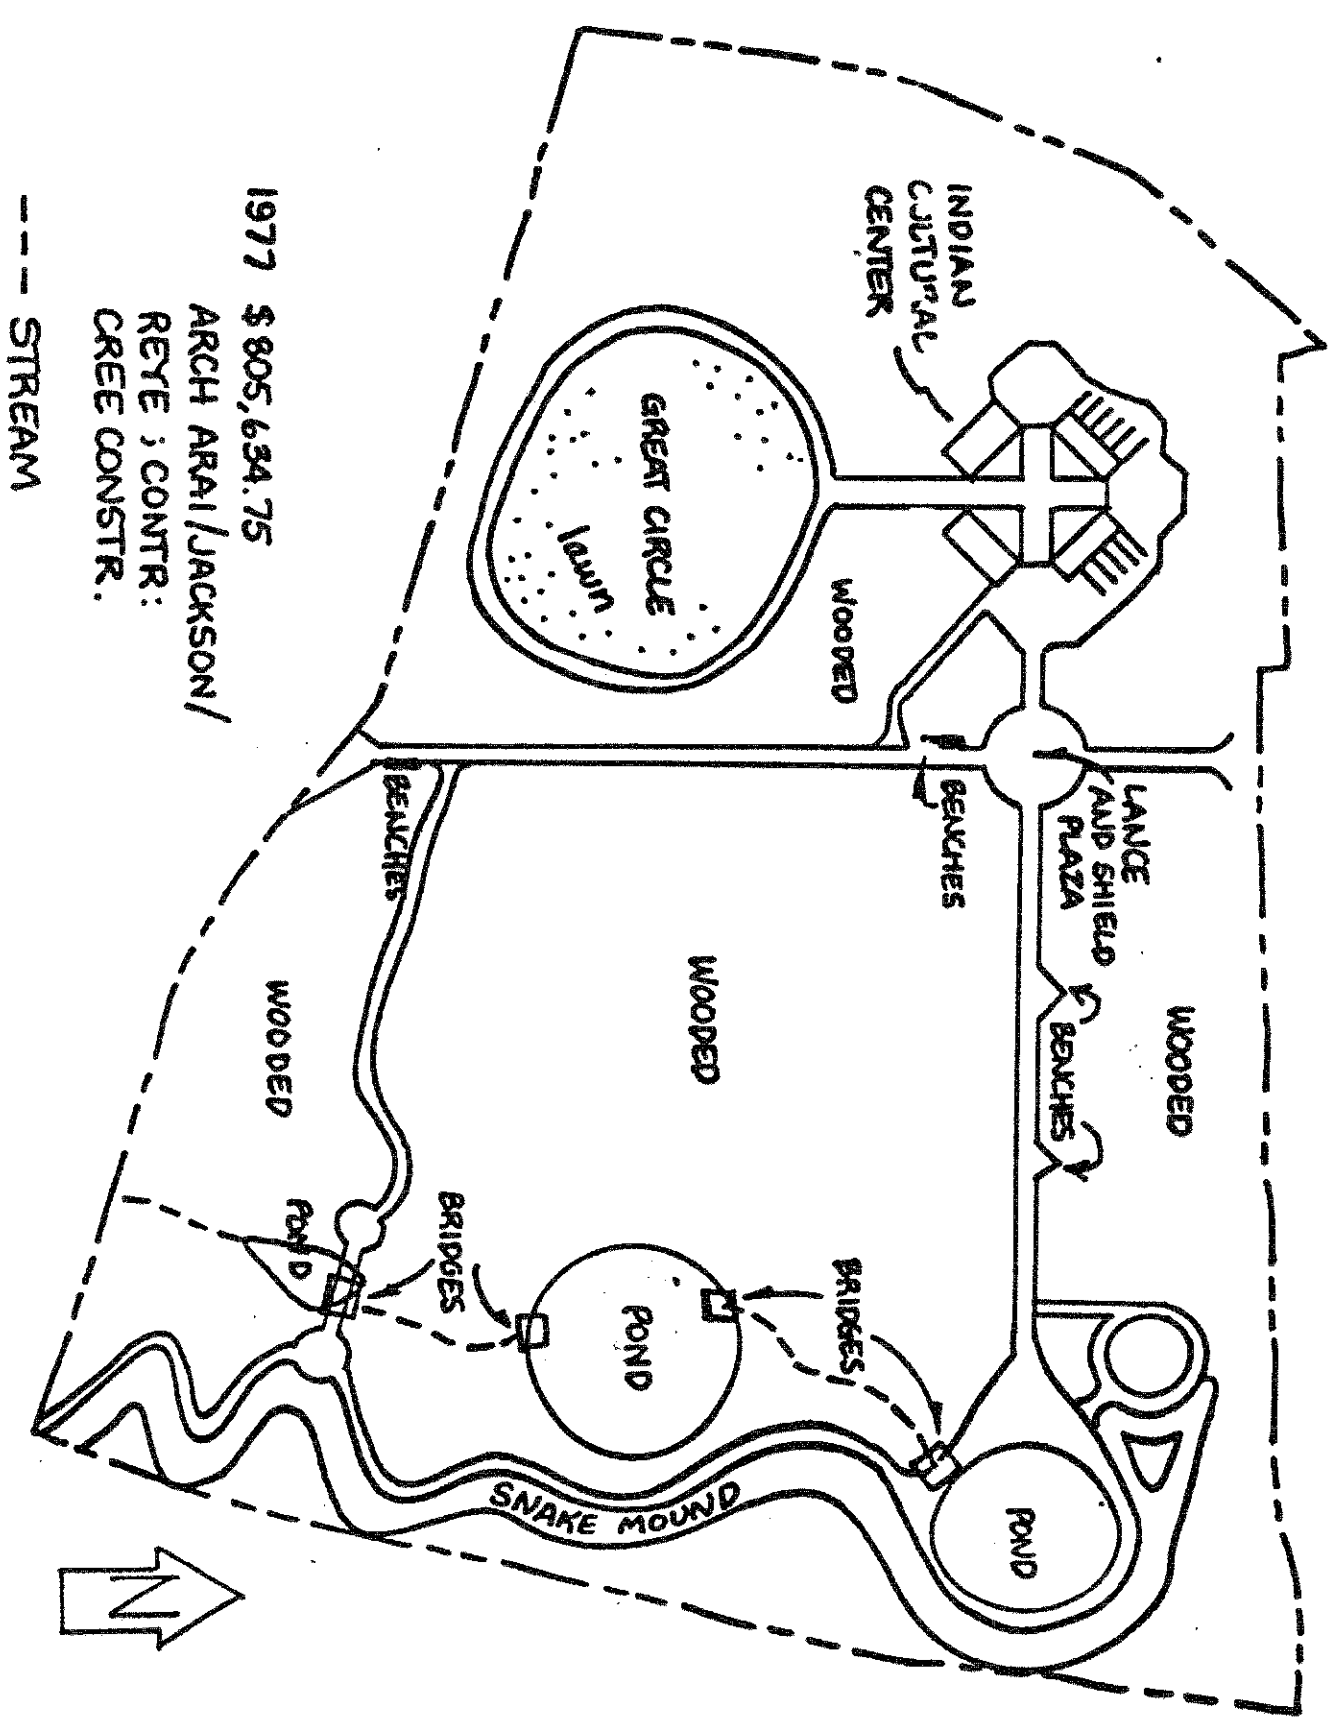 WOODED
LANCE
AND SHIELD
PLAZA
BENCHES
POND
INDIAN
CULTURAL
CENTER
BENCHES
BRIDGES
WOODED
WOODED
GREAT CIRCLE
lawn
POND
SNAKE MOUND
BRIDGES
BENCHES
POND
WOODED
1977 $805,634.75
ARCH ARAI/JACKSON/
REYE; CONTR:
CREE CONSTR.
--- STREAM
N